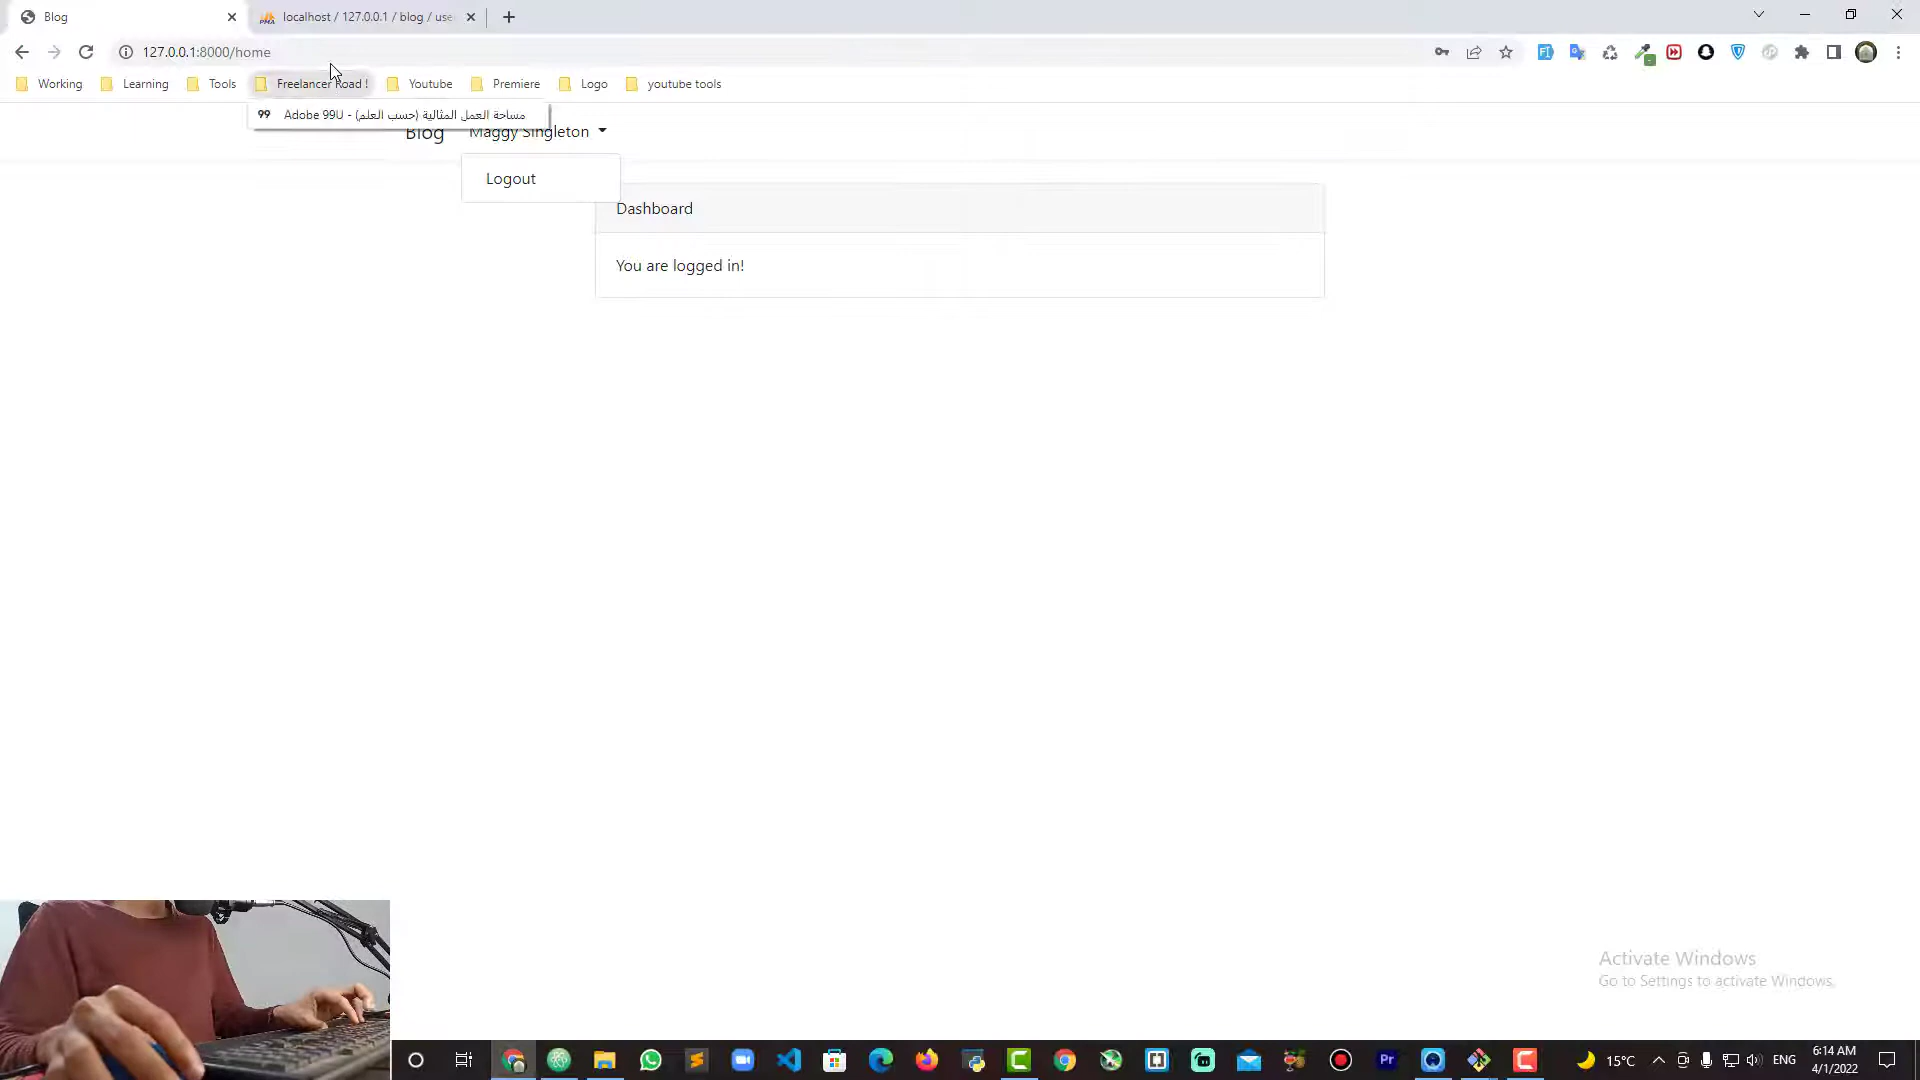 Blog
localhost / 127.0.0.1 / blog / use
127.0.0.1:8000/home
Working
Learning
Tools
Freelancer Road !
Youtube
Premiere
Logo
youtube tools
99 Adobe 99U - مساحة العمل المثالية (حسب العلم)
Blog
Maggy Singleton
Logout
Dashboard
You are logged in!
Activate Windows
Go to Settings to activate Windows.
15°C
ENG
6:14 AM
4/1/2022